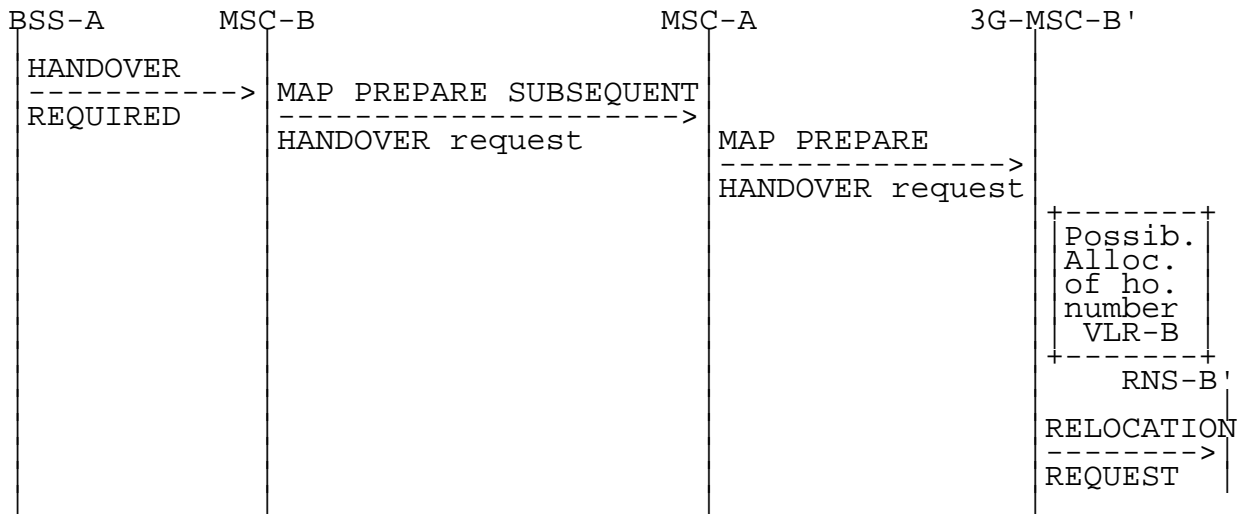 BSS-A MSC-B MSC-A 3G-MSC-B'
HANDOVER
REQUIRED
MAP PREPARE SUBSEQUENT
HANDOVER request
MAP PREPARE
HANDOVER request
Possib.
Alloc.
of ho.
number
VLR-B
RNS-B'
RELOCATION
REQUEST